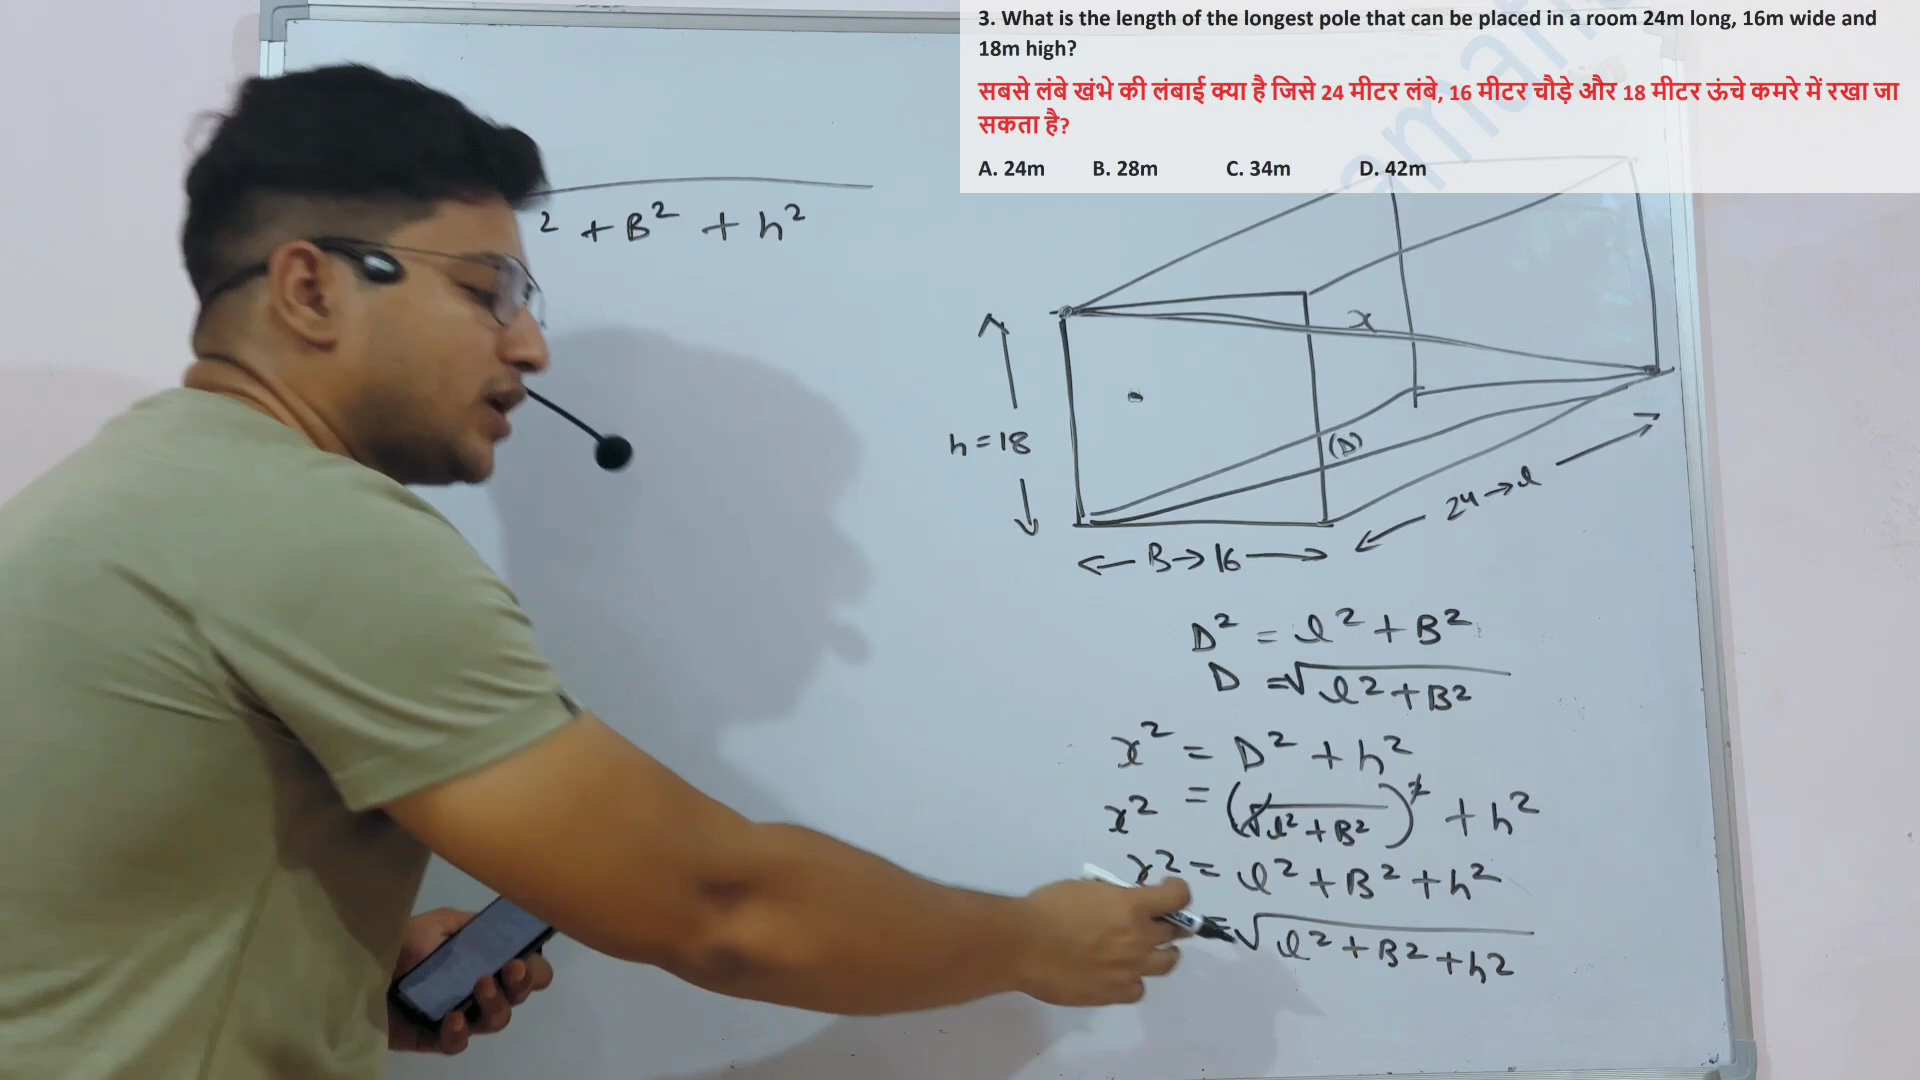 3. What is the length of the longest pole that can be placed in a room 24m long, 16m wide and
18m high?
सबसे लंबे खंभे की लंबाई क्या है जिसे 24 मीटर लंबे, 16 मीटर चौड़े और 18 मीटर ऊंचे कमरे में रखा जा
सकता है?
A. 24m B. 28m C. 34m D. 42m
² + B² + h²
x
h = 18
(D)
24 → l
B → 16
D² = l² + B²
D = √(l² + B²)
x² = D² + h²
x² = (√(l² + B²))² + h²
x² = l² + B² + h²
= √(l² + B² + h²)